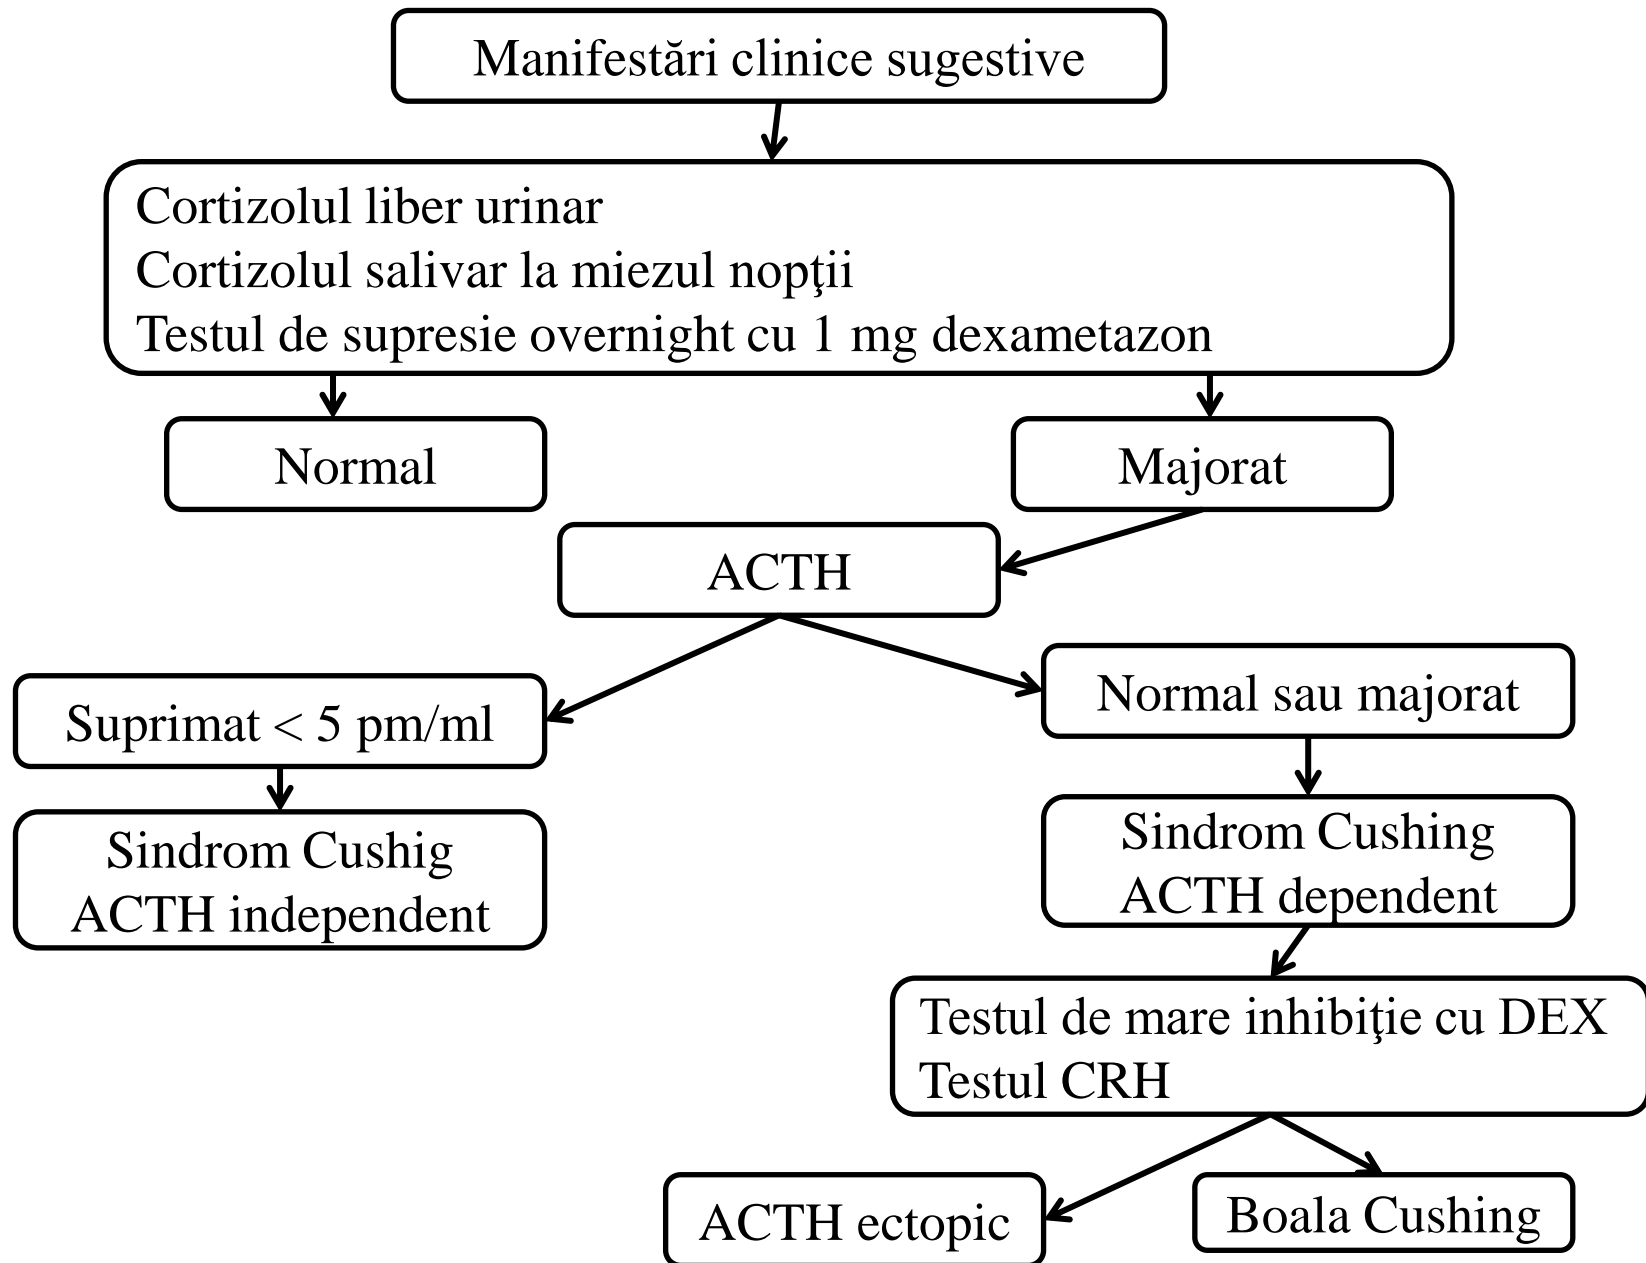 Manifestări clinice sugestive
Cortizolul liber urinar
Cortizolul salivar la miezul nopţii
Testul de supresie overnight cu 1 mg dexametazon
Normal
Majorat
ACTH
Suprimat < 5 pm/ml
Normal sau majorat
Sindrom Cushig
ACTH independent
Sindrom Cushing
ACTH dependent
Testul de mare inhibiţie cu DEX
Testul CRH
ACTH ectopic
Boala Cushing